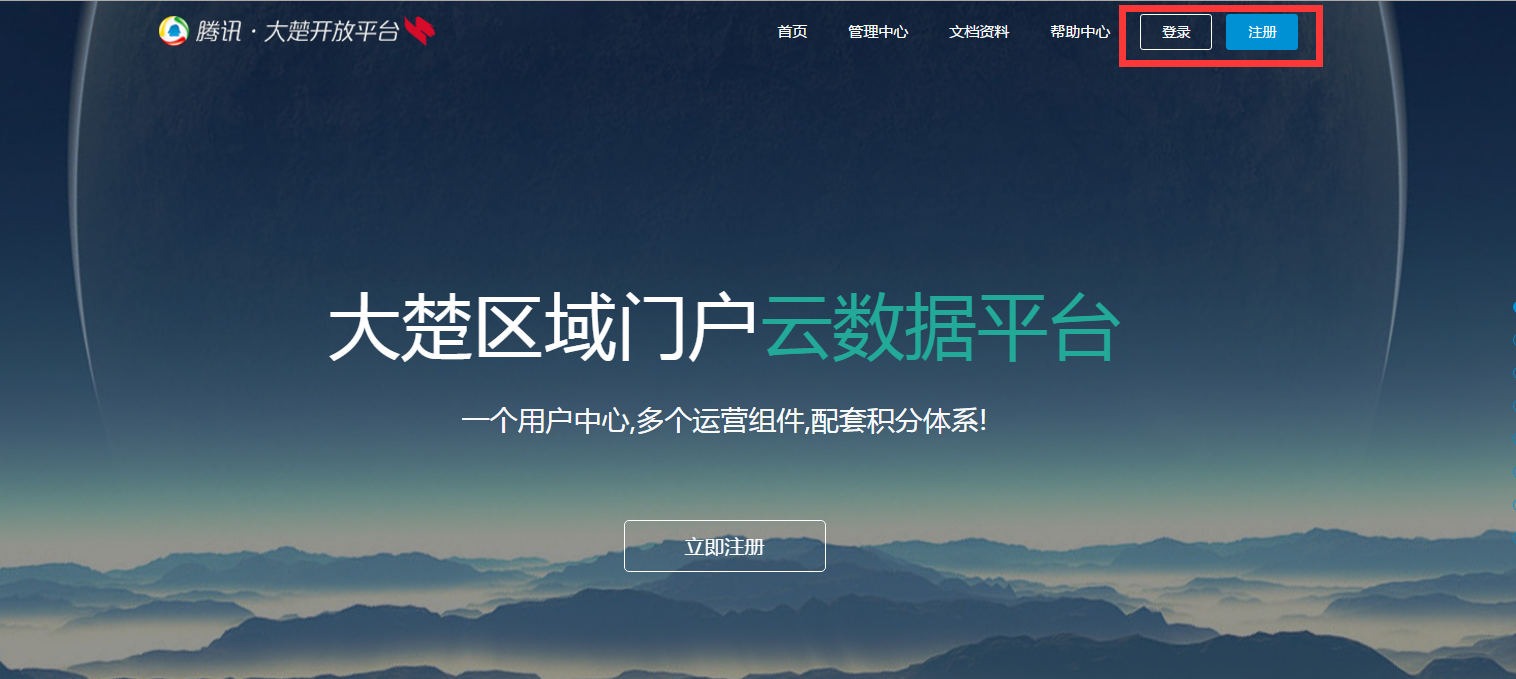 腾讯·大楚开放平台 首页 管理中心 文档资料 帮助中心 登录 注册
大楚区域门户云数据平台
一个用户中心,多个运营组件,配套积分体系!
立即注册